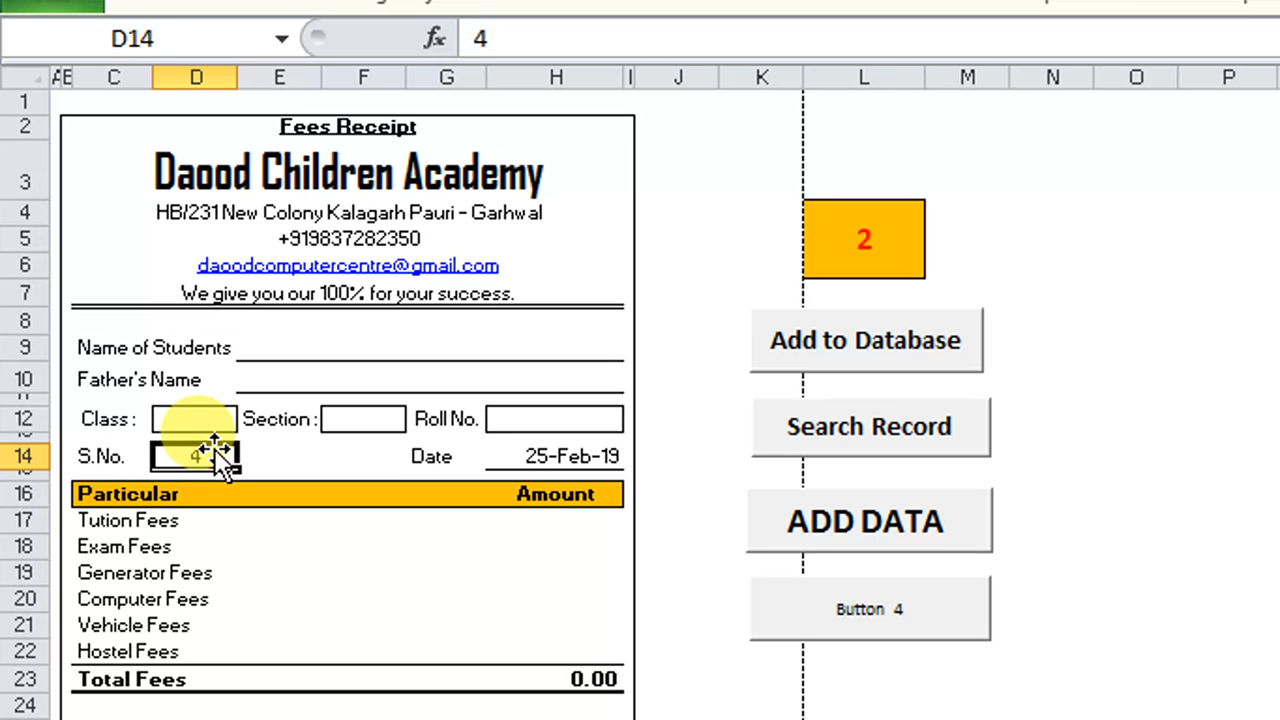 D14 fx 4
A B C D E F G H I J K L M N O P
1
2 Fees Receipt
3 Daood Children Academy
4 HB/231 New Colony Kalagarh Pauri - Garhwal
5 +919837282350 2
6 daoodcomputercentre@gmail.com
7 We give you our 100% for your success.
8
9 Name of Students Add to Database
10 Father's Name
12 Class : Section : Roll No. Search Record
14 S.No. 4 Date 25-Feb-19
16 Particular Amount
17 Tution Fees ADD DATA
18 Exam Fees
19 Generator Fees
20 Computer Fees Button 4
21 Vehicle Fees
22 Hostel Fees
23 Total Fees 0.00
24